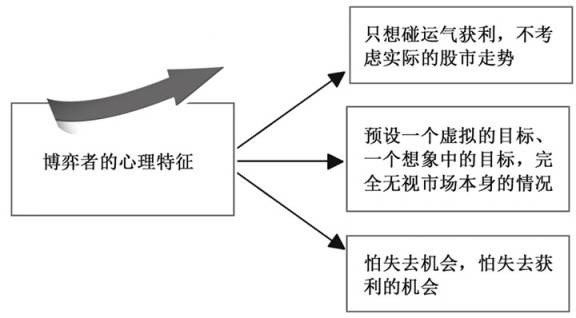 只想碰运气获利，不考
虑实际的股市走势
博弈者的心理特征
预设一个虚拟的目标、
一个想象中的目标，完
全无视市场本身的情况
怕失去机会，怕失去获
利的机会